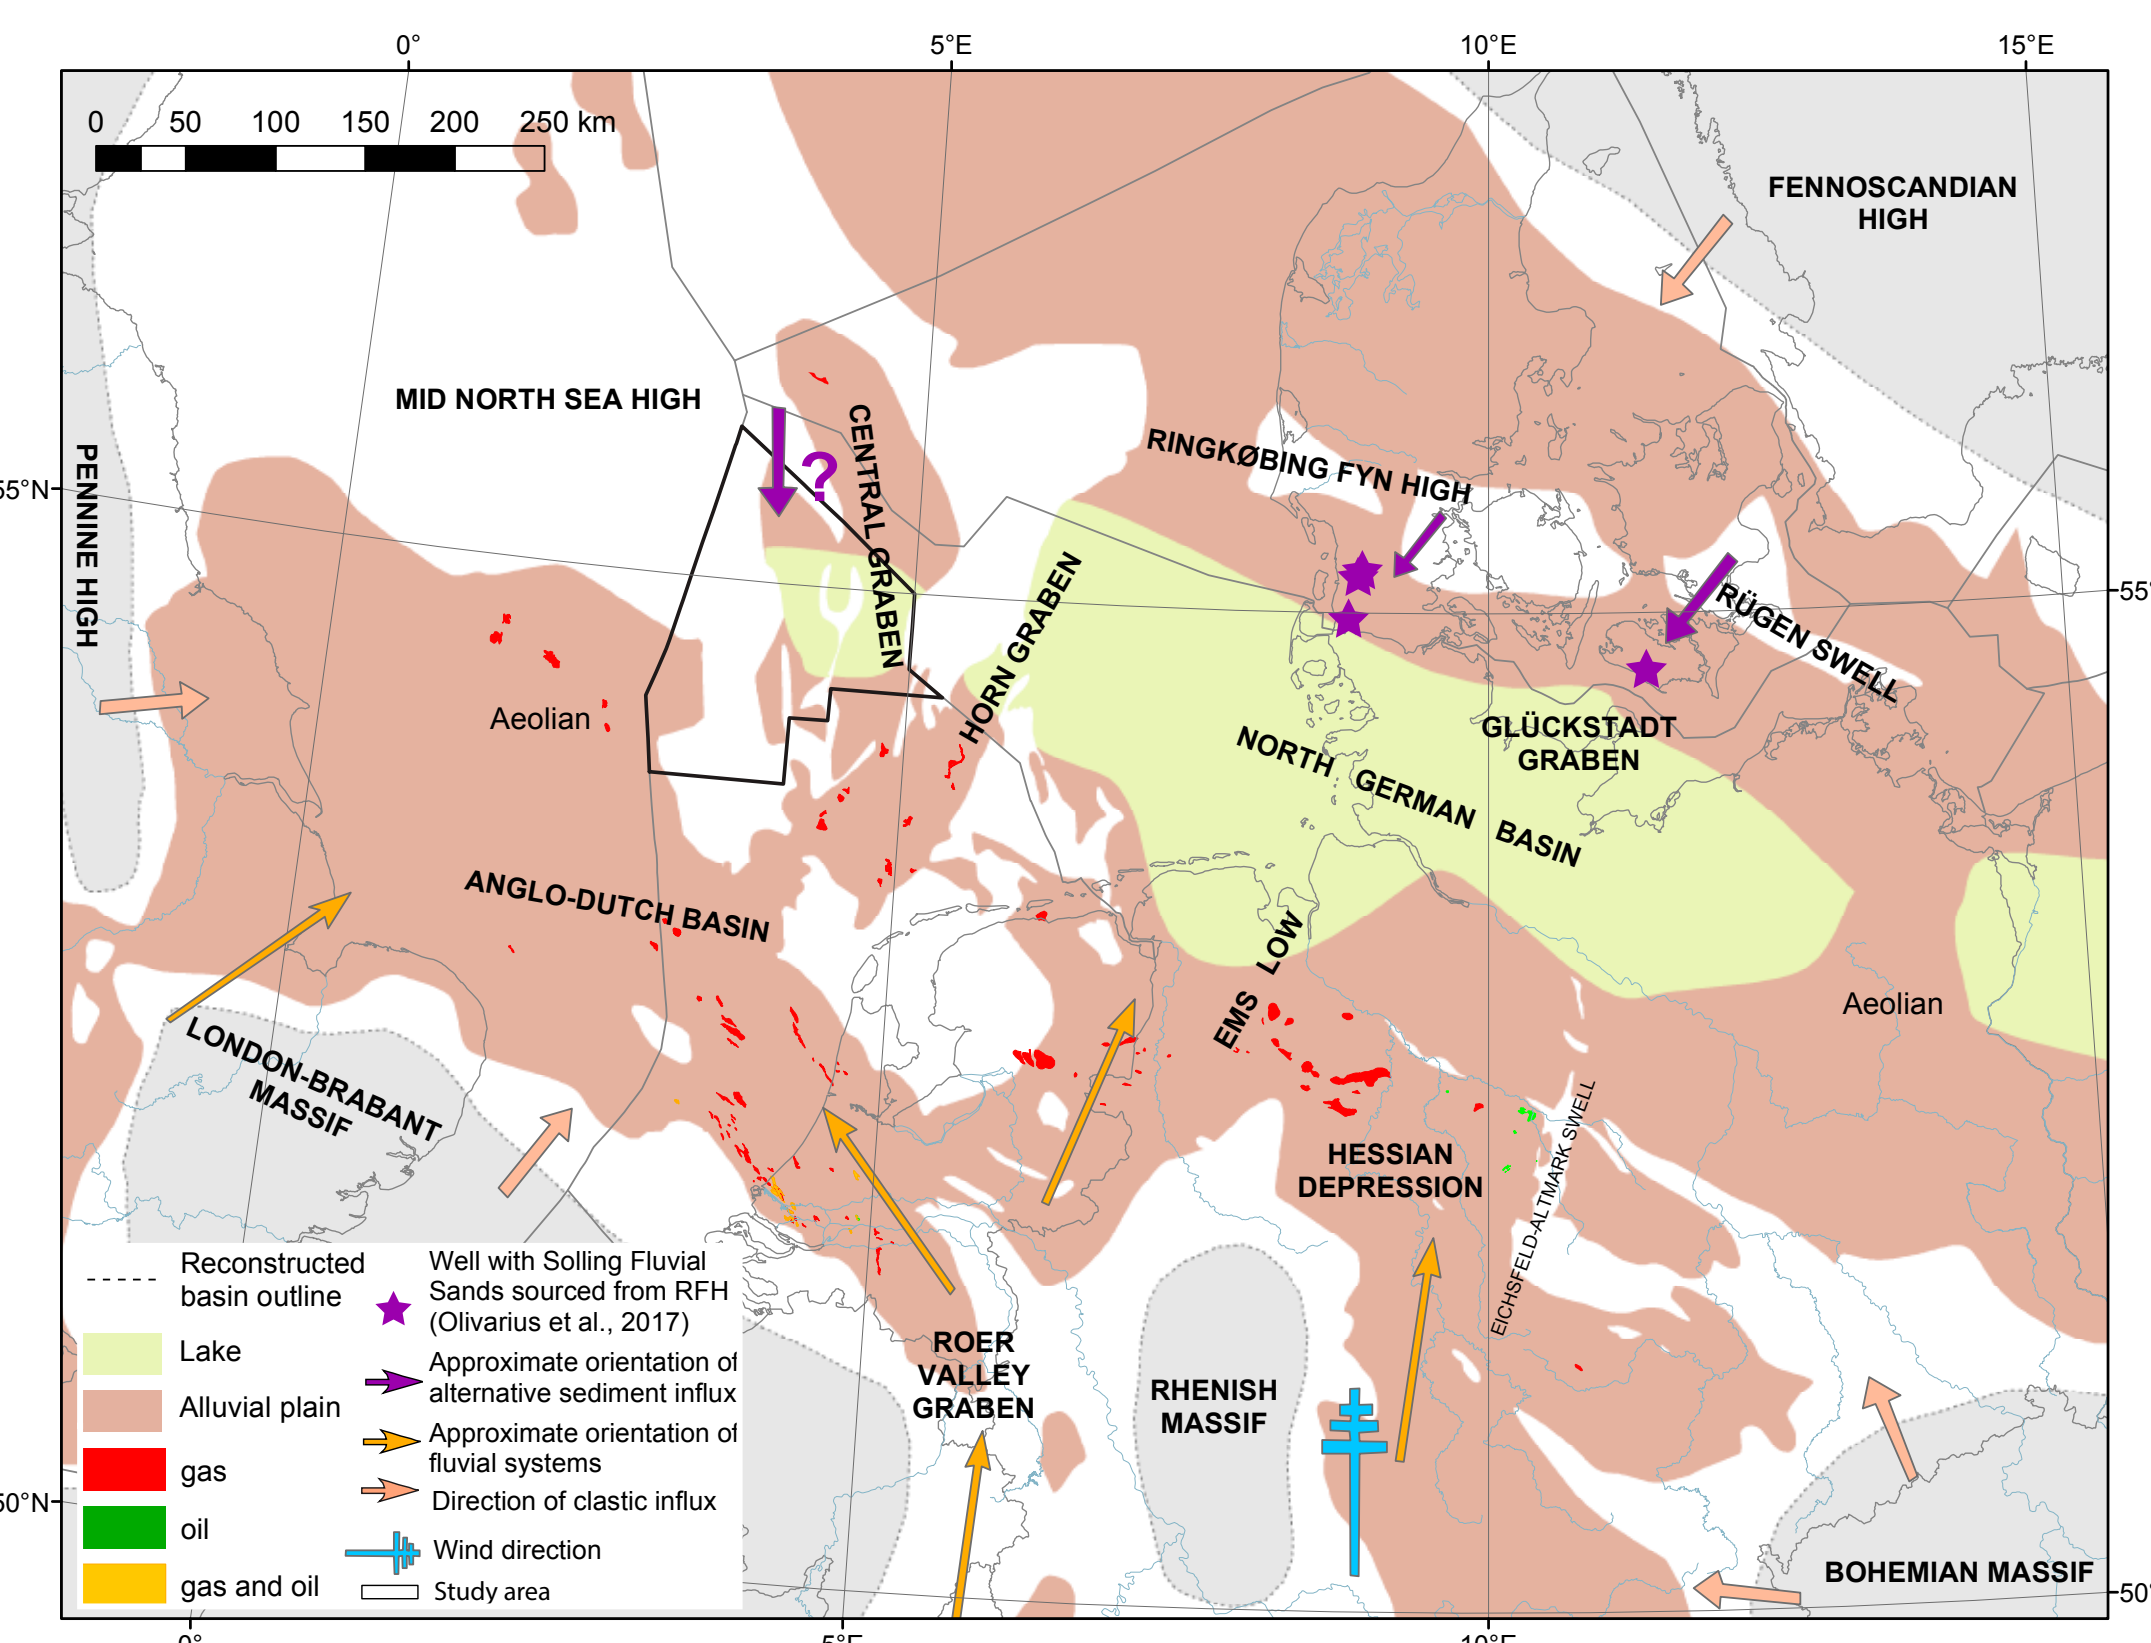 0° 5°E 10°E 15°E
0 50 100 150 200 250 km
FENNOSCANDIAN
HIGH
MID NORTH SEA HIGH
CENTRAL GRABEN
?
RINGKØBING FYN HIGH
PENNINE HIGH
55°N
55°
HORN GRABEN
RÜGEN SWELL
Aeolian
GLÜCKSTADT
GRABEN
NORTH GERMAN BASIN
ANGLO-DUTCH BASIN
EMS LOW
Aeolian
LONDON-BRABANT
MASSIF
HESSIAN
DEPRESSION
EICHSFELD-ALTMARK SWELL
ROER
VALLEY
GRABEN
RHENISH
MASSIF
BOHEMIAN MASSIF
Reconstructed
basin outline
Lake
Alluvial plain
gas
oil
gas and oil
Well with Solling Fluvial
Sands sourced from RFH
(Olivarius et al., 2017)
Approximate orientation of
alternative sediment influx
Approximate orientation of
fluvial systems
Direction of clastic influx
Wind direction
Study area
50°N
50°
0° 5°E 10°E